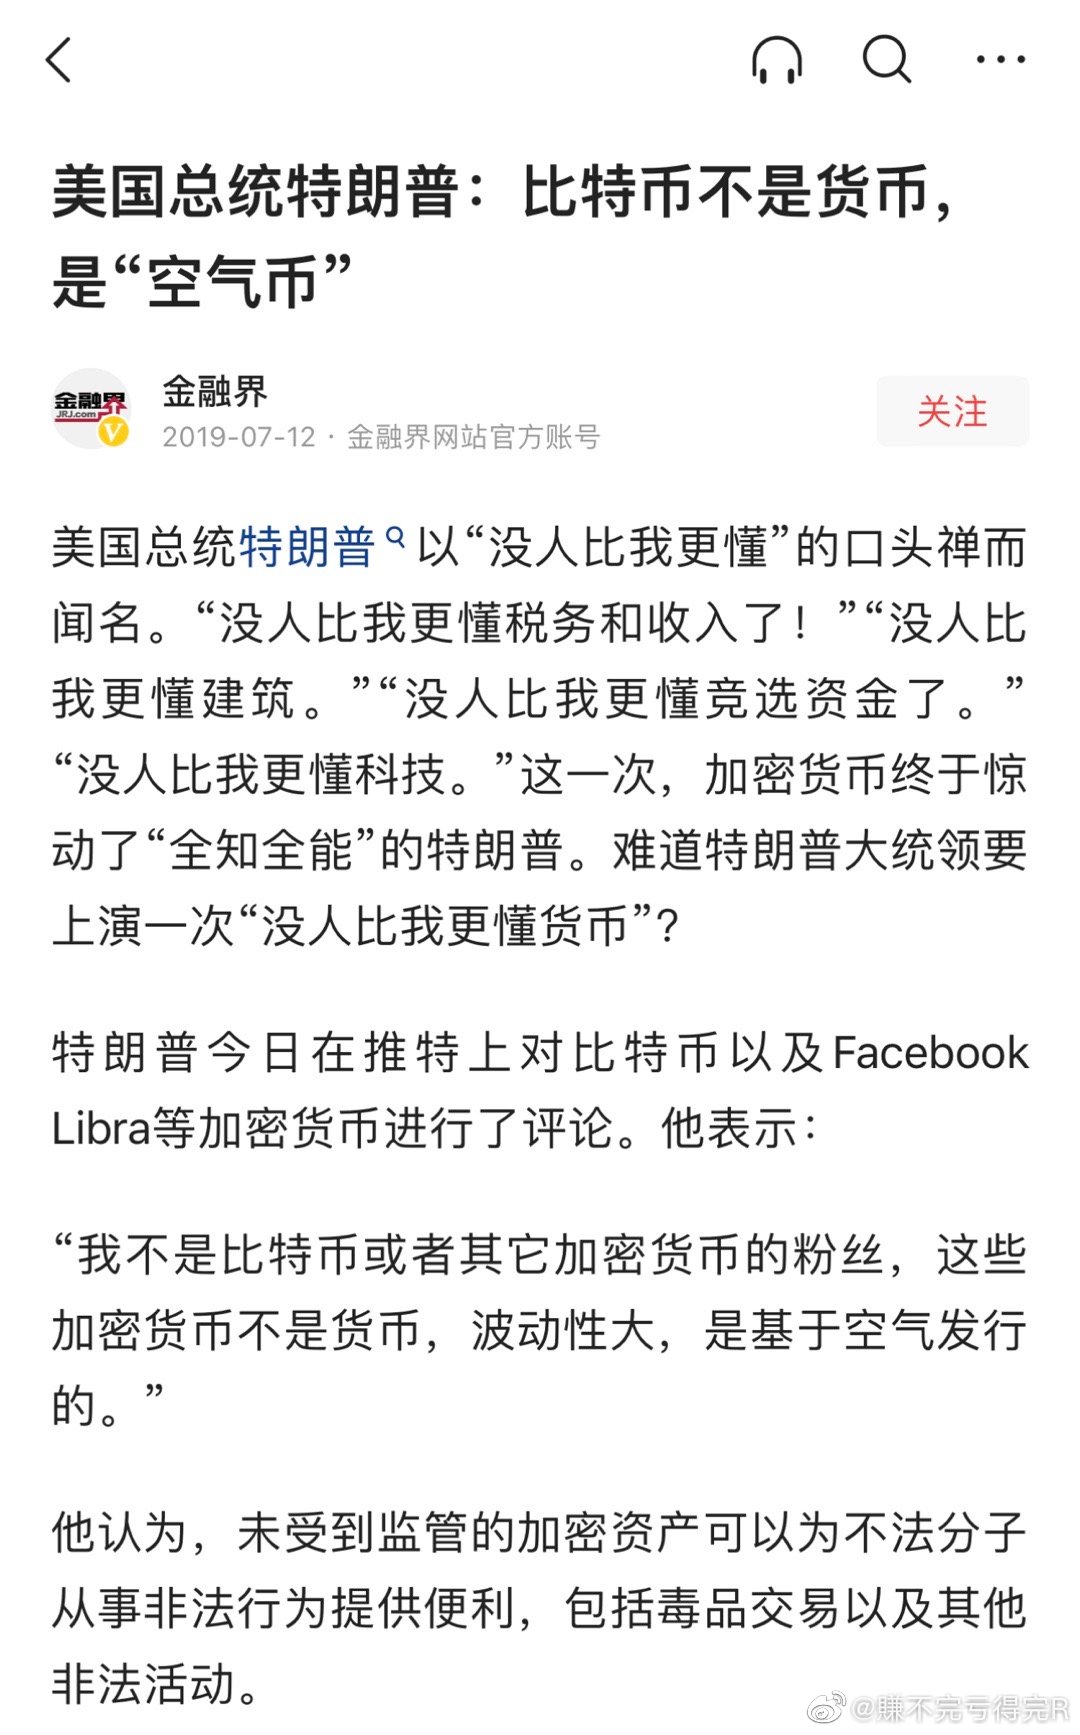 美国总统特朗普：比特币不是货币，
是“空气币”
金融界
JRJ.com
V
金融界
2019-07-12 · 金融界网站官方账号
关注
美国总统特朗普以“没人比我更懂”的口头禅而
闻名。“没人比我更懂税务和收入了！”“没人比
我更懂建筑。”“没人比我更懂竞选资金了。”
“没人比我更懂科技。”这一次，加密货币终于惊
动了“全知全能”的特朗普。难道特朗普大统领要
上演一次“没人比我更懂货币”？
特朗普今日在推特上对比特币以及Facebook
Libra等加密货币进行了评论。他表示：
“我不是比特币或者其它加密货币的粉丝，这些
加密货币不是货币，波动性大，是基于空气发行
的。”
他认为，未受到监管的加密资产可以为不法分子
从事非法行为提供便利，包括毒品交易以及其他
非法活动。
@賺不完亏得完R